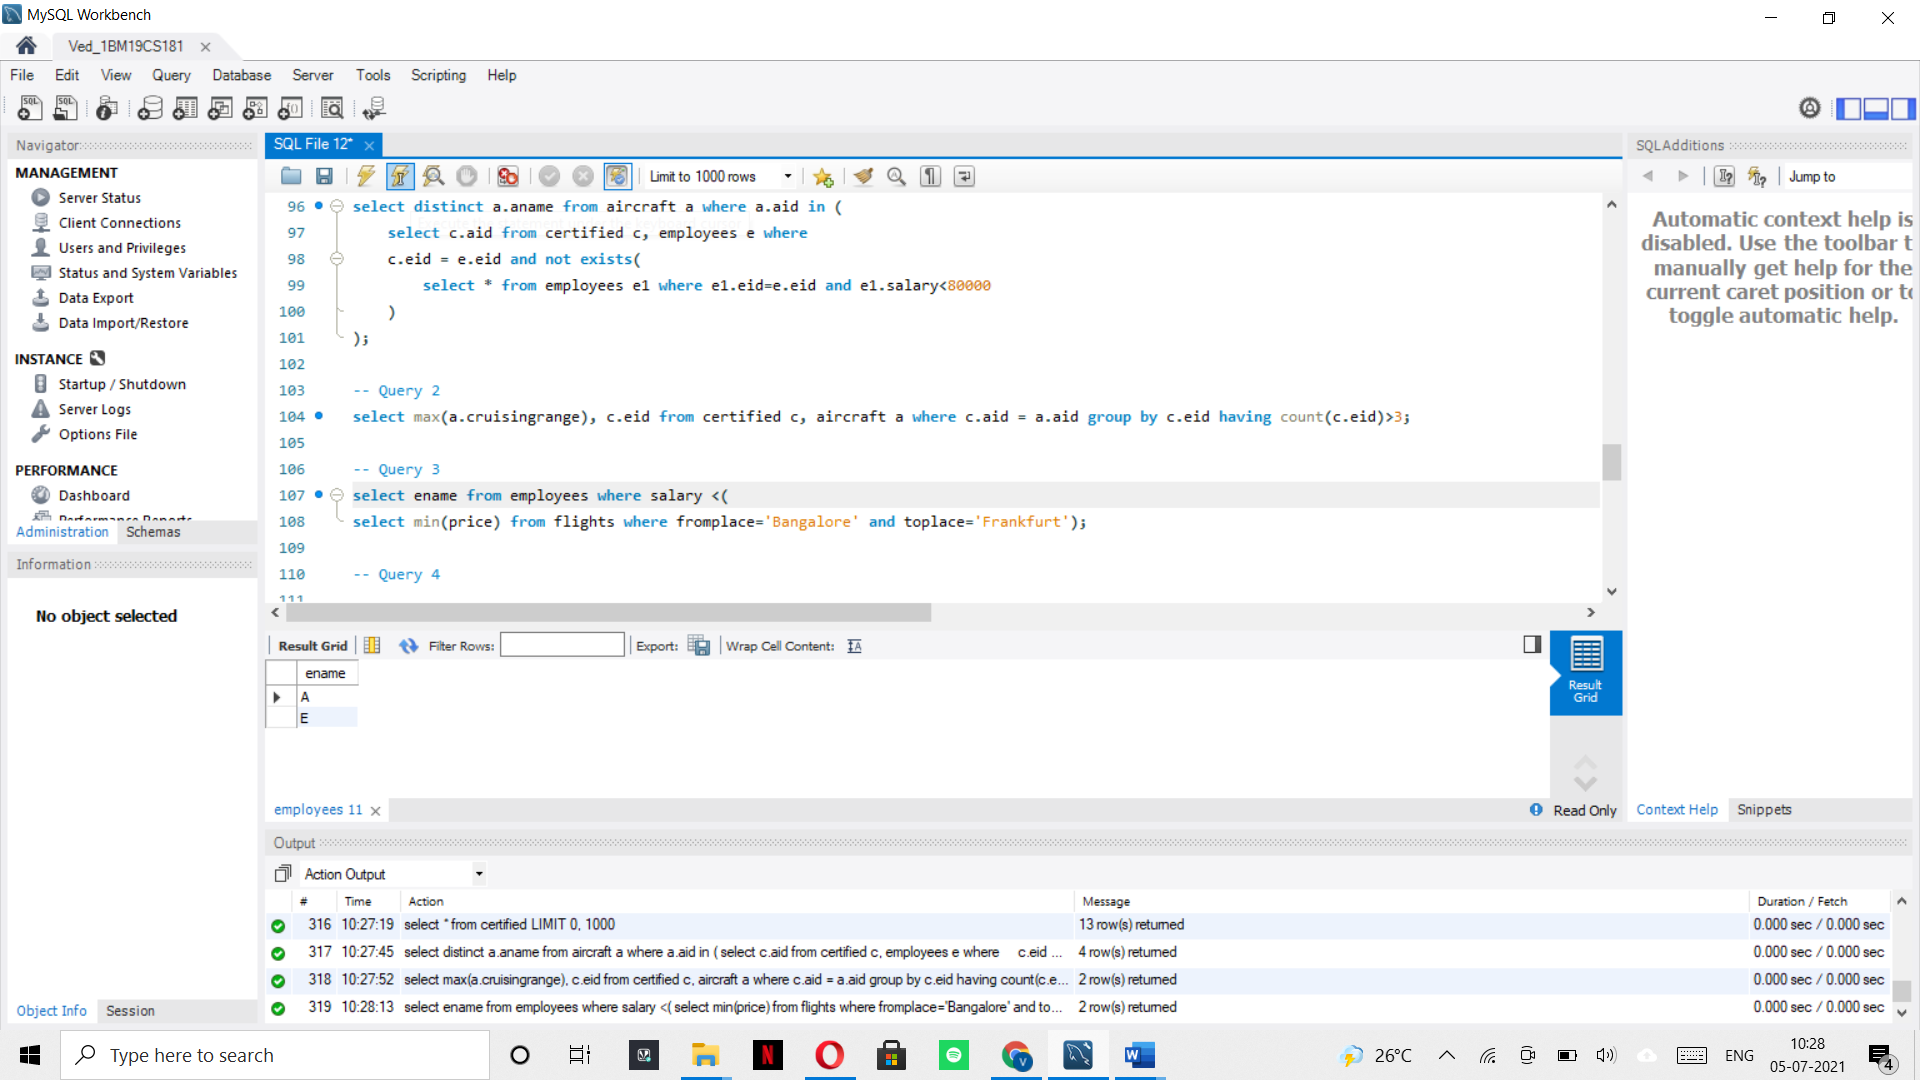 MySQL Workbench
Ved_1BM19CS181
File Edit View Query Database Server Tools Scripting Help
Navigator
MANAGEMENT
Server Status
Client Connections
Users and Privileges
Status and System Variables
Data Export
Data Import/Restore
INSTANCE
Startup / Shutdown
Server Logs
Options File
PERFORMANCE
Dashboard
Performance Reports
Administration Schemas
Information
No object selected
Object Info Session
SQL File 12*
Limit to 1000 rows
96 select distinct a.aname from aircraft a where a.aid in (
97 select c.aid from certified c, employees e where
98 c.eid = e.eid and not exists(
99 select * from employees e1 where e1.eid=e.eid and e1.salary<80000
100 )
101 );
102
103 -- Query 2
104 select max(a.cruisingrange), c.eid from certified c, aircraft a where c.aid = a.aid group by c.eid having count(c.eid)>3;
105
106 -- Query 3
107 select ename from employees where salary <(
108 select min(price) from flights where fromplace='Bangalore' and toplace='Frankfurt');
109
110 -- Query 4
111
Result Grid Filter Rows: Export: Wrap Cell Content:
ename
A
E
Result
Grid
employees 11
Read Only
SQLAdditions
Jump to
Automatic context help is
disabled. Use the toolbar t
manually get help for the
current caret position or to
toggle automatic help.
Context Help Snippets
Output
Action Output
# Time Action Message Duration / Fetch
316 10:27:19 select * from certified LIMIT 0, 1000 13 row(s) returned 0.000 sec / 0.000 sec
317 10:27:45 select distinct a.aname from aircraft a where a.aid in ( select c.aid from certified c, employees e where c.eid ... 4 row(s) returned 0.000 sec / 0.000 sec
318 10:27:52 select max(a.cruisingrange), c.eid from certified c, aircraft a where c.aid = a.aid group by c.eid having count(c.e... 2 row(s) returned 0.000 sec / 0.000 sec
319 10:28:13 select ename from employees where salary <( select min(price) from flights where fromplace='Bangalore' and to... 2 row(s) returned 0.000 sec / 0.000 sec
Type here to search
26°C
ENG
10:28
05-07-2021
4